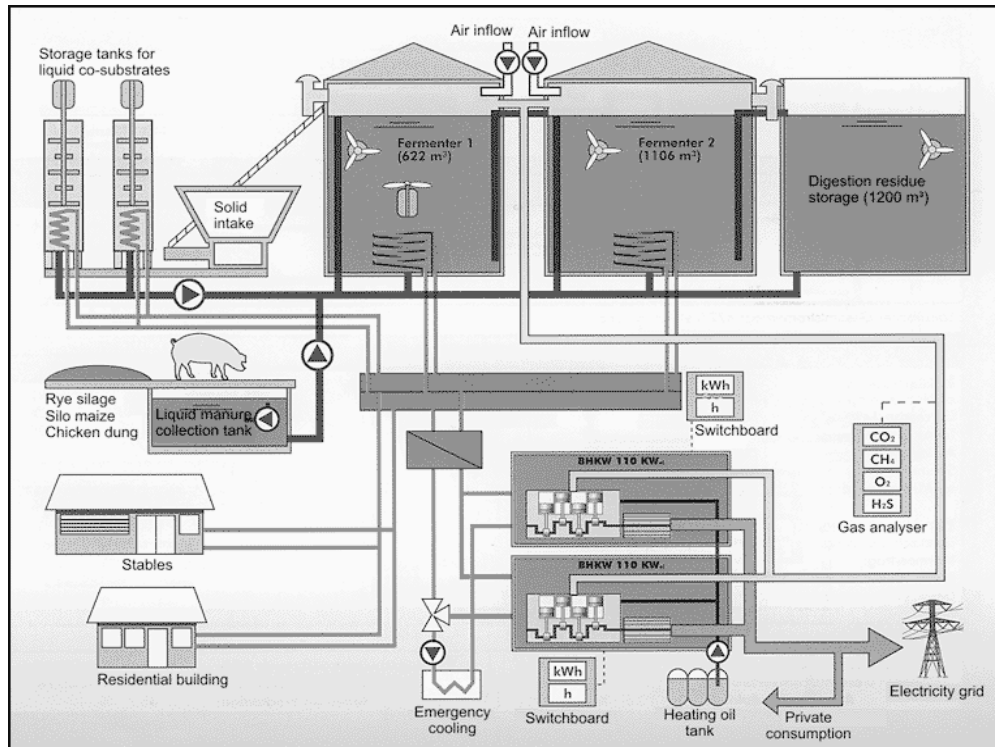 Air inflow
Air inflow
Storage tanks for
liquid co-substrates
Fermenter 1
(622 m³)
Fermenter 2
(1106 m³)
Digestion residue
storage (1200 m³)
Solid
intake
Rye silage
Silo maize
Chicken dung
Liquid manure
collection tank
kWh
h
Switchboard
CO₂
CH₄
O₂
H₂S
Gas analyser
BHKW 110 KWel
Stables
BHKW 110 KWel
Residential building
Emergency
cooling
kWh
h
Switchboard
Heating oil
tank
Private
consumption
Electricity grid